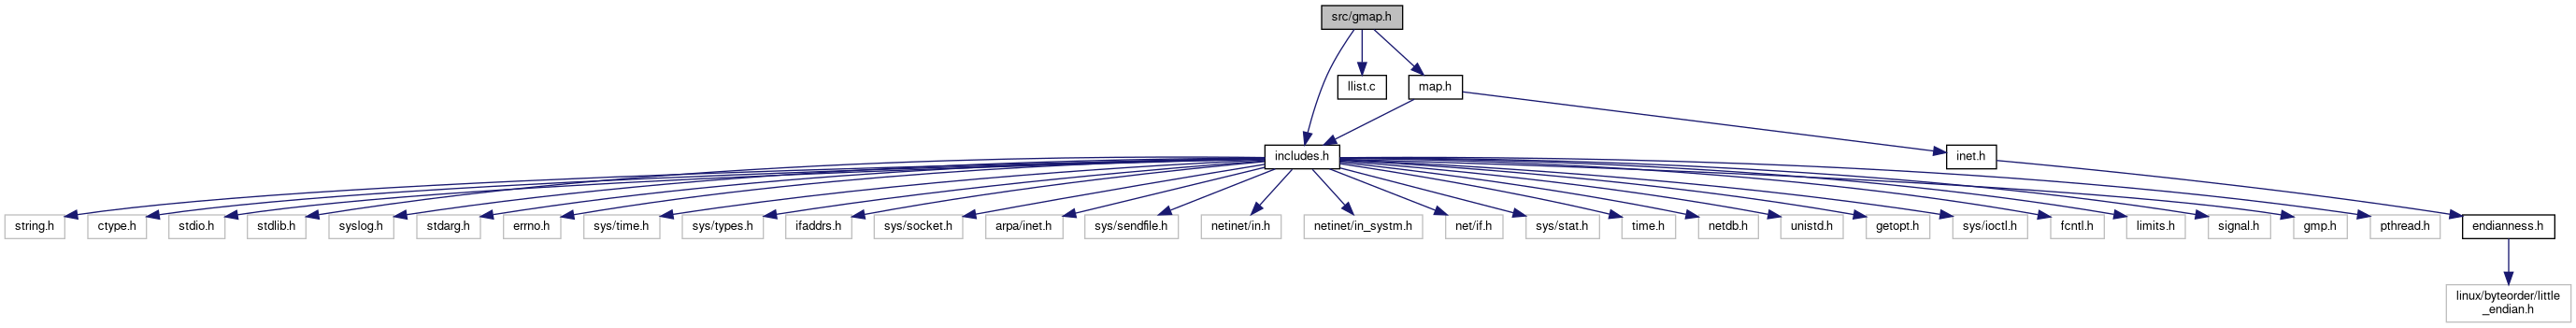 src/gmap.h
llist.c
map.h
includes.h
inet.h
string.h
ctype.h
stdio.h
stdlib.h
syslog.h
stdarg.h
errno.h
sys/time.h
sys/types.h
ifaddrs.h
sys/socket.h
arpa/inet.h
sys/sendfile.h
netinet/in.h
netinet/in_systm.h
net/if.h
sys/stat.h
time.h
netdb.h
unistd.h
getopt.h
sys/ioctl.h
fcntl.h
limits.h
signal.h
gmp.h
pthread.h
endianness.h
linux/byteorder/little
_endian.h